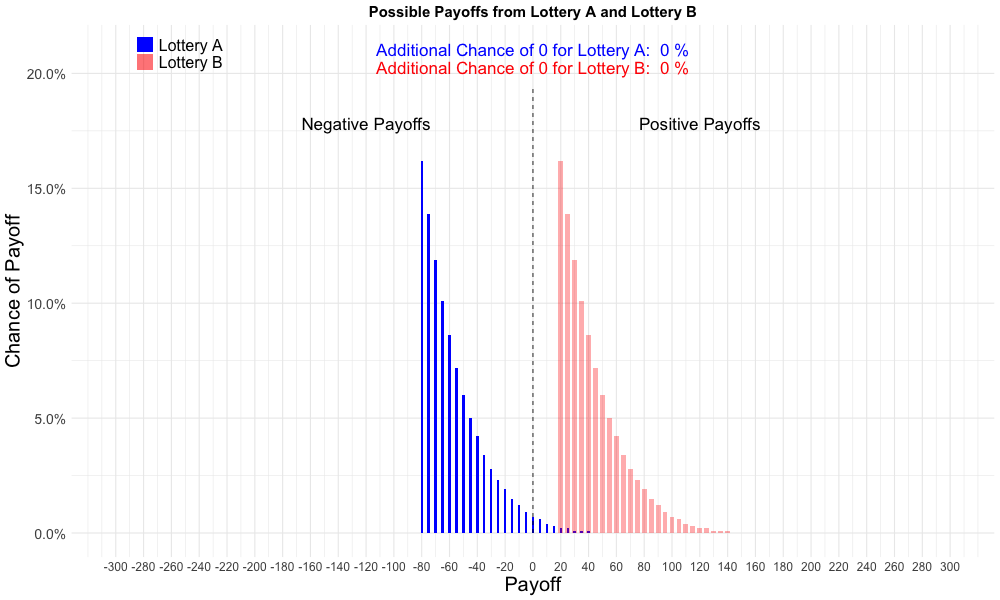 Possible Payoffs from Lottery A and Lottery B
Lottery A
Lottery B
Additional Chance of 0 for Lottery A: 0 %
Additional Chance of 0 for Lottery B: 0 %
Negative Payoffs
Positive Payoffs
Chance of Payoff
20.0%
15.0%
10.0%
5.0%
0.0%
-300 -280 -260 -240 -220 -200 -180 -160 -140 -120 -100 -80 -60 -40 -20 0 20 40 60 80 100 120 140 160 180 200 220 240 260 280 300
Payoff